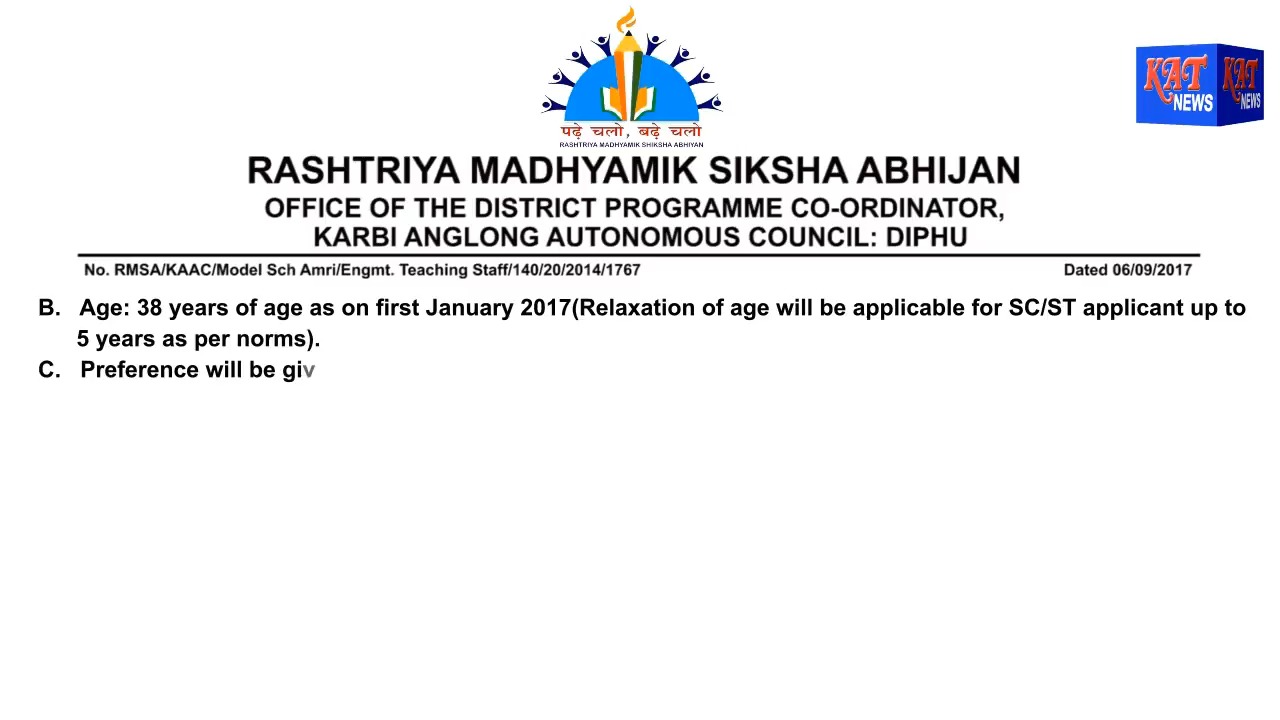 KAT
NEWS
KAT
NEWS
पढ़े चलो, बढ़े चलो
RASHTRIYA MADHYAMIK SHIKSHA ABHIYAN
RASHTRIYA MADHYAMIK SIKSHA ABHIJAN
OFFICE OF THE DISTRICT PROGRAMME CO-ORDINATOR,
KARBI ANGLONG AUTONOMOUS COUNCIL: DIPHU
No. RMSA/KAAC/Model Sch Amri/Engmt. Teaching Staff/140/20/2014/1767 Dated 06/09/2017
B. Age: 38 years of age as on first January 2017(Relaxation of age will be applicable for SC/ST applicant up to
5 years as per norms).
C. Preference will be giv